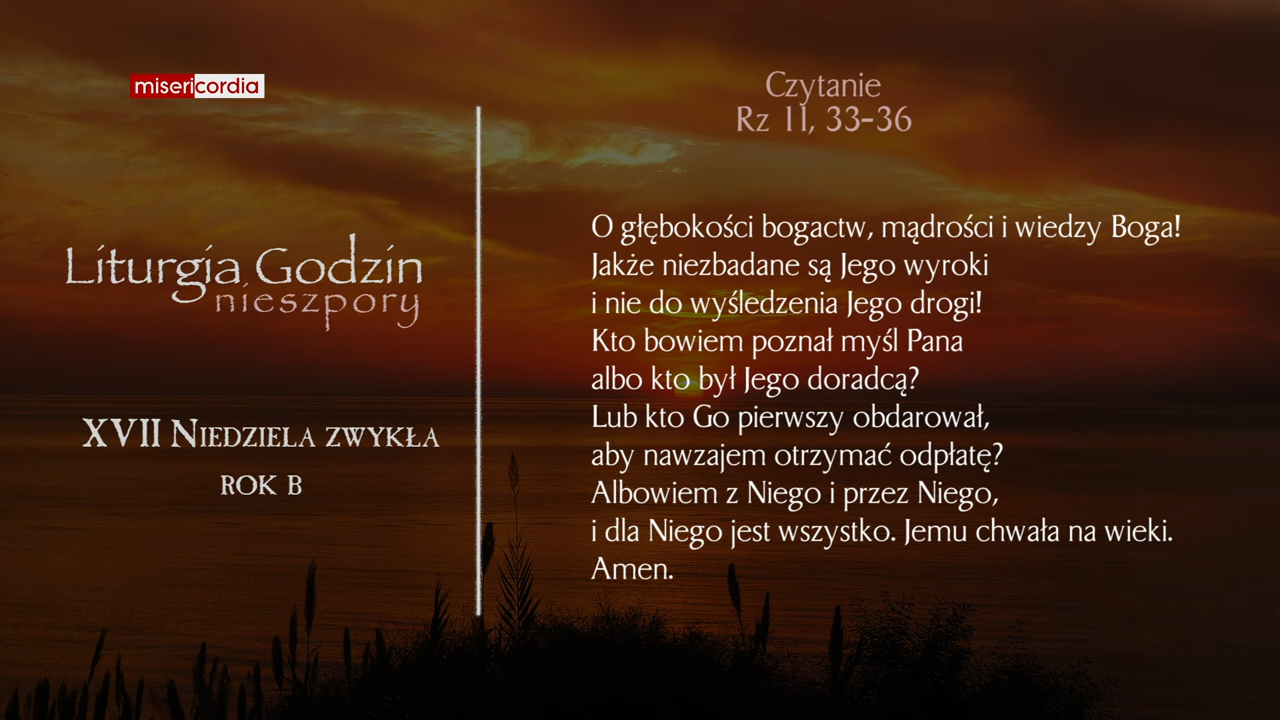 misericordia
Liturgia Godzin
nieszpory
XVII Niedziela zwykła
rok B
Czytanie
Rz 11, 33-36
O głębokości bogactw, mądrości i wiedzy Boga!
Jakże niezbadane są Jego wyroki
i nie do wyśledzenia Jego drogi!
Kto bowiem poznał myśl Pana
albo kto był Jego doradcą?
Lub kto Go pierwszy obdarował,
aby nawzajem otrzymać odpłatę?
Albowiem z Niego i przez Niego,
i dla Niego jest wszystko. Jemu chwała na wieki.
Amen.